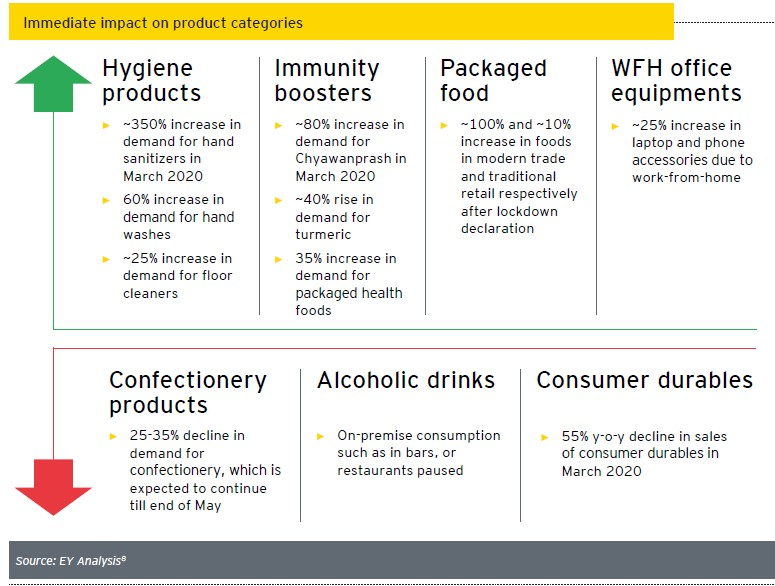 Immediate impact on product categories
Hygiene
products
► ~350% increase in
demand for hand
sanitizers in
March 2020
► 60% increase in
demand for hand
washes
► ~25% increase in
demand for floor
cleaners
Immunity
boosters
► ~80% increase in
demand for
Chyawanprash in
March 2020
► ~40% rise in
demand for
turmeric
► 35% increase in
demand for
packaged health
foods
Packaged
food
► ~100% and ~10%
increase in foods
in modern trade
and traditional
retail respectively
after lockdown
declaration
WFH office
equipments
► ~25% increase in
laptop and phone
accessories due to
work-from-home
Confectionery
products
► 25-35% decline in
demand for
confectionery, which is
expected to continue
till end of May
Alcoholic drinks
► On-premise consumption
such as in bars, or
restaurants paused
Consumer durables
► 55% y-o-y decline in sales
of consumer durables in
March 2020
Source: EY Analysis⁸